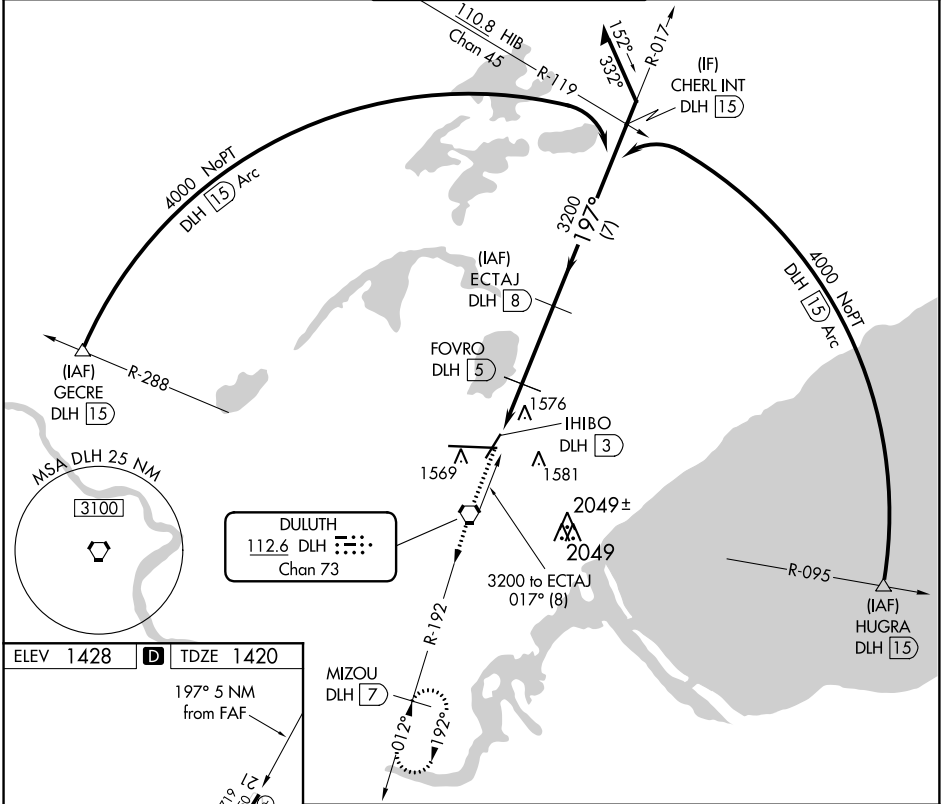 110.8 HIB
Chan 45
R-119
152°
332°
R-017
(IF)
CHERL INT
DLH 15
4000 NoPT
DLH 15 Arc
3200
197°
(7)
(IAF)
ECTAJ
DLH 8
4000 NoPT
DLH 15 Arc
FOVRO
DLH 5
(IAF)
GECRE
DLH 15
R-288
1576
IHIBO
DLH 3
1569
1581
MSA DLH 25 NM
3100
DULUTH
112.6 DLH
Chan 73
2049±
2049
3200 to ECTAJ
017° (8)
R-095
(IAF)
HUGRA
DLH 15
R-192
MIZOU
DLH 7
012°
192°
ELEV 1428 D TDZE 1420
197° 5 NM
from FAF
21